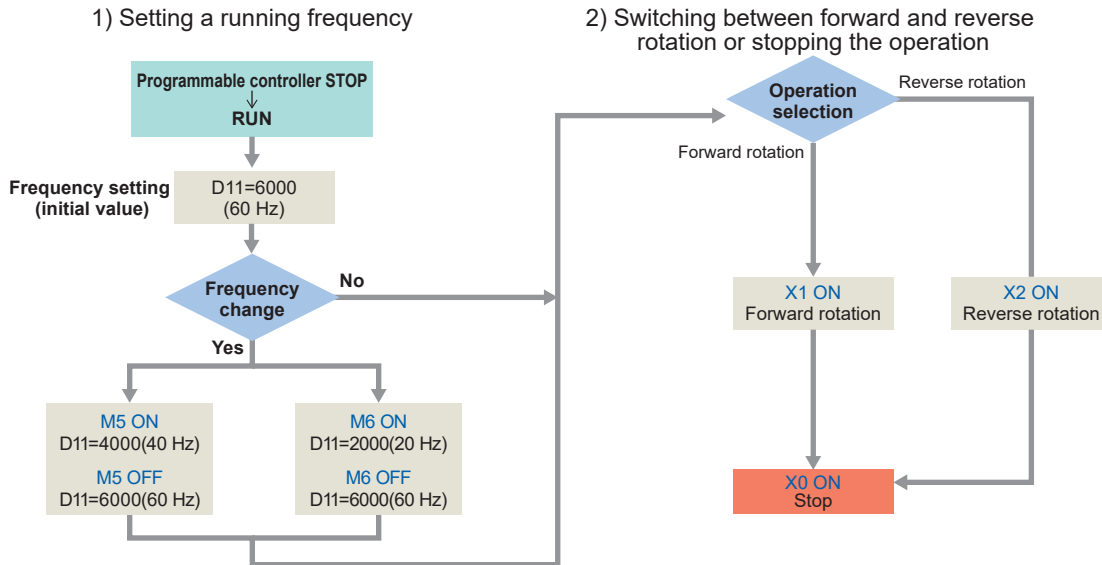 1) Setting a running frequency
Programmable controller STOP
RUN
Frequency setting
(initial value)
D11=6000
(60 Hz)
Frequency
change
No
Yes
M5 ON
D11=4000(40 Hz)
M5 OFF
D11=6000(60 Hz)
M6 ON
D11=2000(20 Hz)
M6 OFF
D11=6000(60 Hz)
2) Switching between forward and reverse
rotation or stopping the operation
Operation
selection
Reverse rotation
Forward rotation
X1 ON
Forward rotation
X2 ON
Reverse rotation
X0 ON
Stop